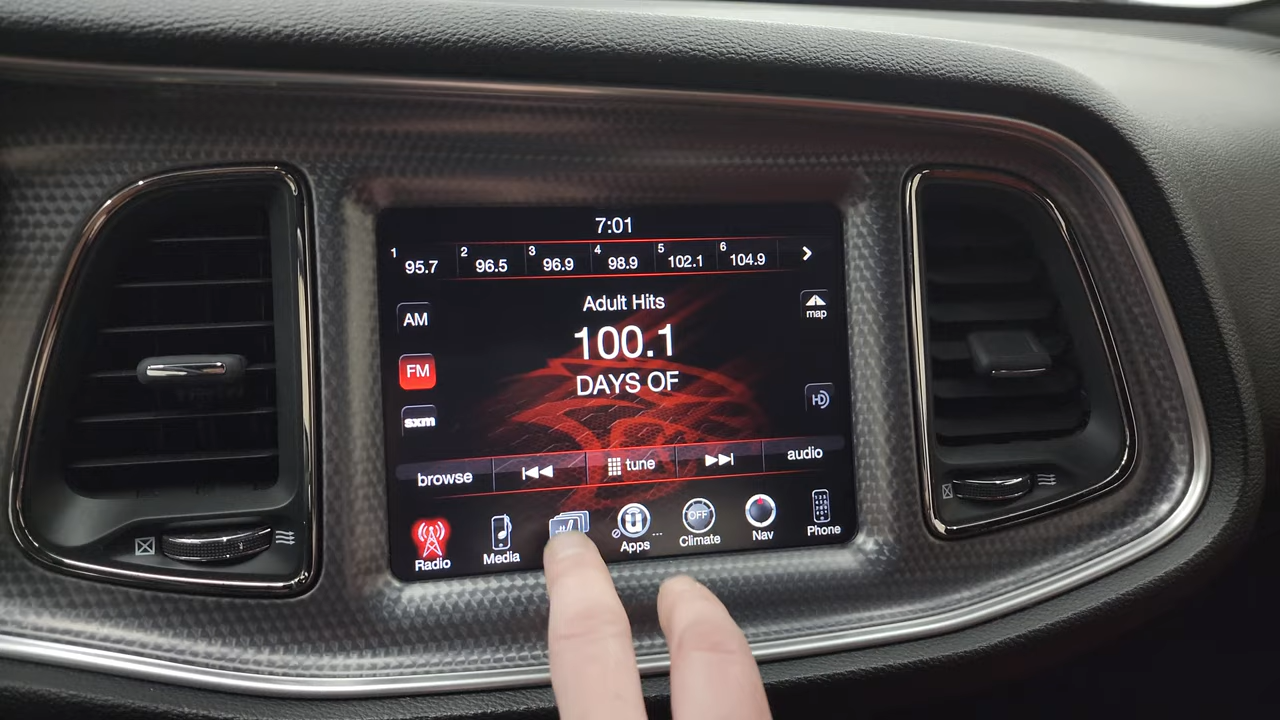 7:01
1 95.7 2 96.5 3 96.9 4 98.9 5 102.1 6 104.9
Adult Hits
AM
map
100.1
FM
DAYS OF
HD
sxm
browse tune audio
Radio Media Apps Climate Nav Phone
OFF